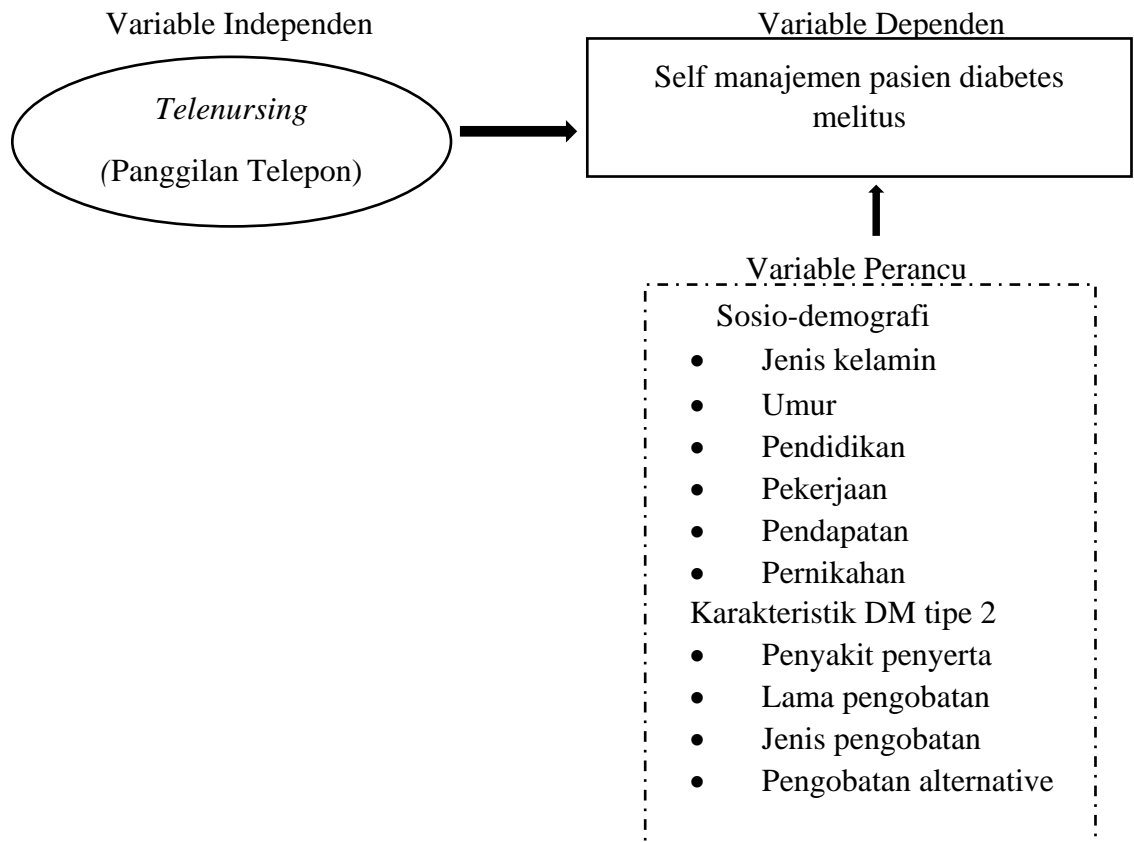 Variable Independen
Variable Dependen
Telenursing
(Panggilan Telepon)
Self manajemen pasien diabetes
melitus
Variable Perancu
Sosio-demografi
• Jenis kelamin
• Umur
• Pendidikan
• Pekerjaan
• Pendapatan
• Pernikahan
Karakteristik DM tipe 2
• Penyakit penyerta
• Lama pengobatan
• Jenis pengobatan
• Pengobatan alternative